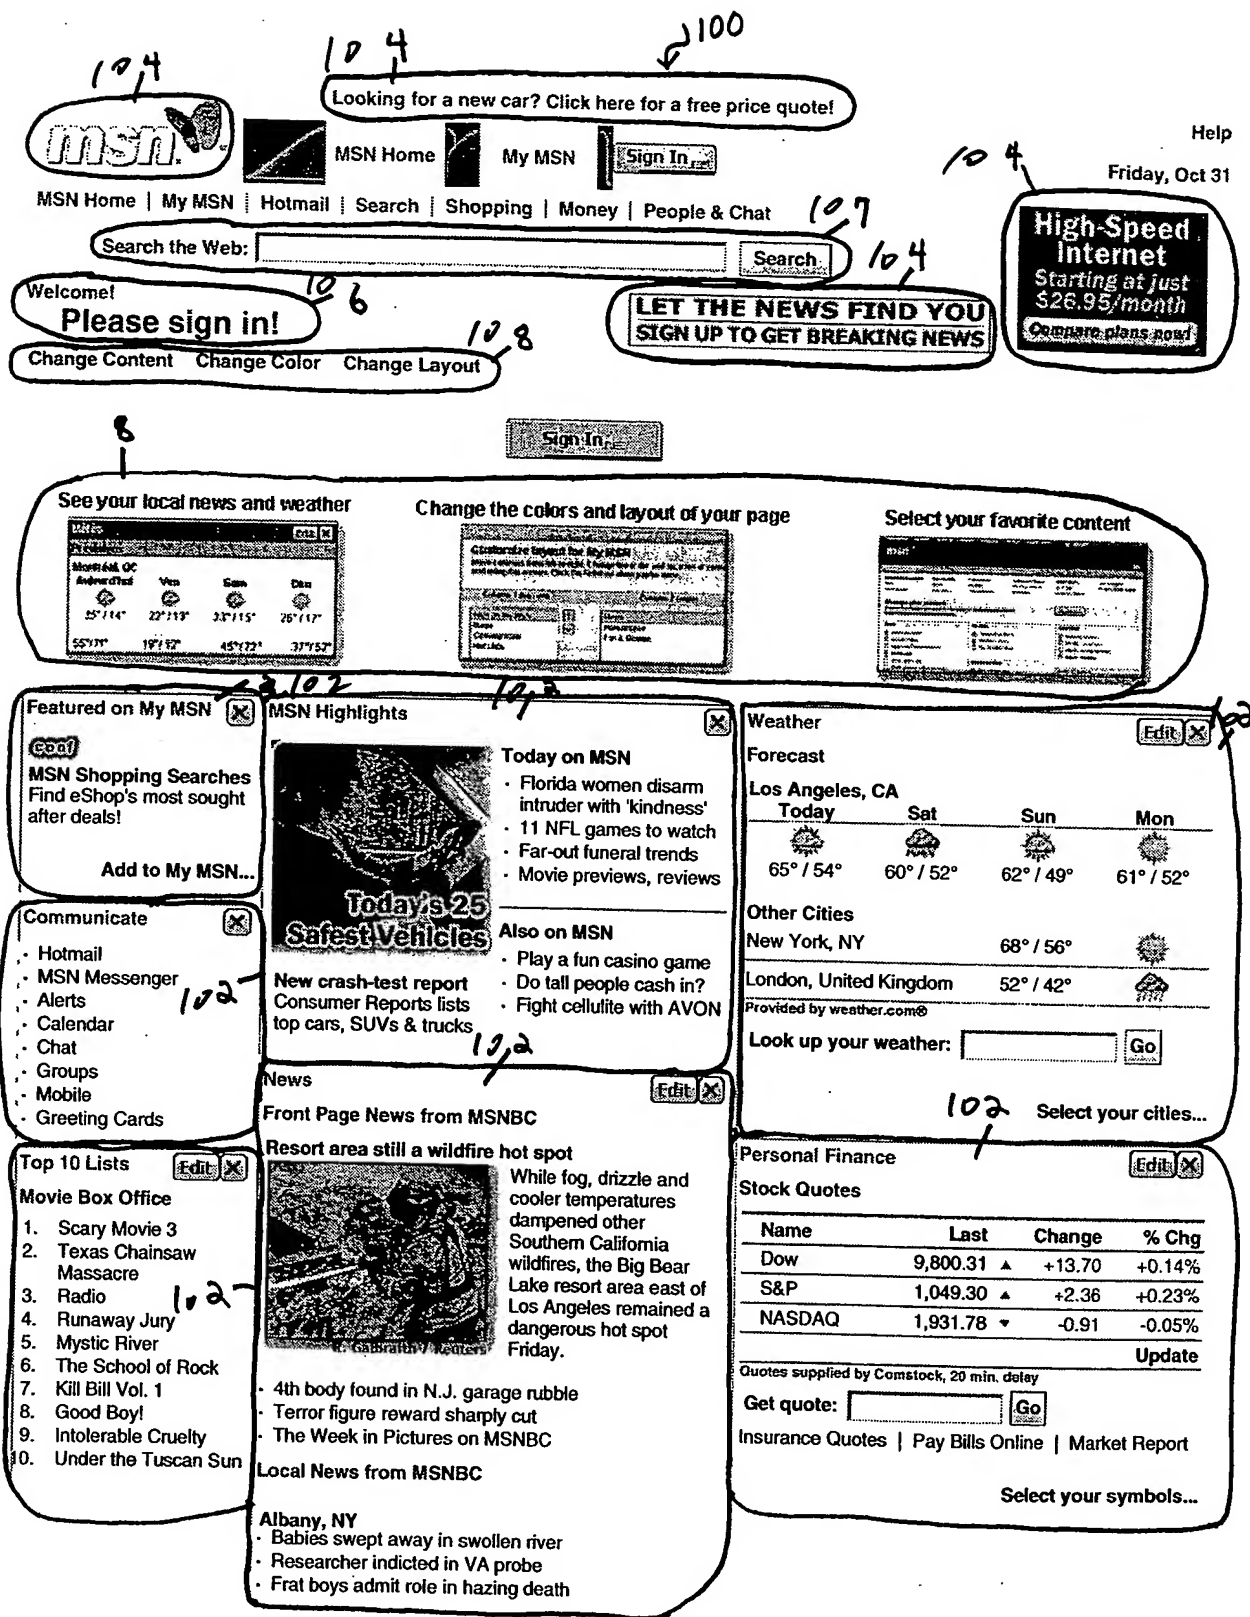 100
104
104
Looking for a new car? Click here for a free price quote!
msn.
MSN Home
My MSN
Sign In
Help
Friday, Oct 31
104
MSN Home | My MSN | Hotmail | Search | Shopping | Money | People & Chat
107
Search the Web:
Search
104
High-Speed
Internet
Starting at just
$26.95/month
Compare plans now!
Welcome!
Please sign in!
106
LET THE NEWS FIND YOU
SIGN UP TO GET BREAKING NEWS
108
Change Content Change Color Change Layout
8
Sign In
See your local news and weather
Change the colors and layout of your page
Select your favorite content
Edit
Montréal, QC
Aujourd'hui Ven Sam Dim
Customize layout for My MSN
msn
102
102
102
Featured on My MSN
cool
MSN Shopping Searches
Find eShop's most sought
after deals!
Add to My MSN...
MSN Highlights
Today's 25
Safest Vehicles
New crash-test report
Consumer Reports lists
top cars, SUVs & trucks
Today on MSN
· Florida women disarm
intruder with 'kindness'
· 11 NFL games to watch
· Far-out funeral trends
· Movie previews, reviews
Also on MSN
· Play a fun casino game
· Do tall people cash in?
· Fight cellulite with AVON
Weather
Edit
Forecast
Los Angeles, CA
Today Sat Sun Mon
65° / 54° 60° / 52° 62° / 49° 61° / 52°
Other Cities
New York, NY 68° / 56°
London, United Kingdom 52° / 42°
Provided by weather.com®
Look up your weather: Go
Select your cities...
Communicate
· Hotmail
· MSN Messenger
· Alerts
· Calendar
· Chat
· Groups
· Mobile
· Greeting Cards
102
102
102
News
Edit
Front Page News from MSNBC
Resort area still a wildfire hot spot
While fog, drizzle and
cooler temperatures
dampened other
Southern California
wildfires, the Big Bear
Lake resort area east of
Los Angeles remained a
dangerous hot spot
Friday.
R. Galbraith / Reuters
· 4th body found in N.J. garage rubble
· Terror figure reward sharply cut
· The Week in Pictures on MSNBC
Local News from MSNBC
Albany, NY
· Babies swept away in swollen river
· Researcher indicted in VA probe
· Frat boys admit role in hazing death
Top 10 Lists
Edit
Movie Box Office
1. Scary Movie 3
2. Texas Chainsaw
Massacre
3. Radio
4. Runaway Jury
5. Mystic River
6. The School of Rock
7. Kill Bill Vol. 1
8. Good Boy!
9. Intolerable Cruelty
10. Under the Tuscan Sun
102
Personal Finance
Edit
Stock Quotes
Name Last Change % Chg
Dow 9,800.31 ▲ +13.70 +0.14%
S&P 1,049.30 ▲ +2.36 +0.23%
NASDAQ 1,931.78 ▼ -0.91 -0.05%
Update
Quotes supplied by Comstock, 20 min. delay
Get quote: Go
Insurance Quotes | Pay Bills Online | Market Report
Select your symbols...